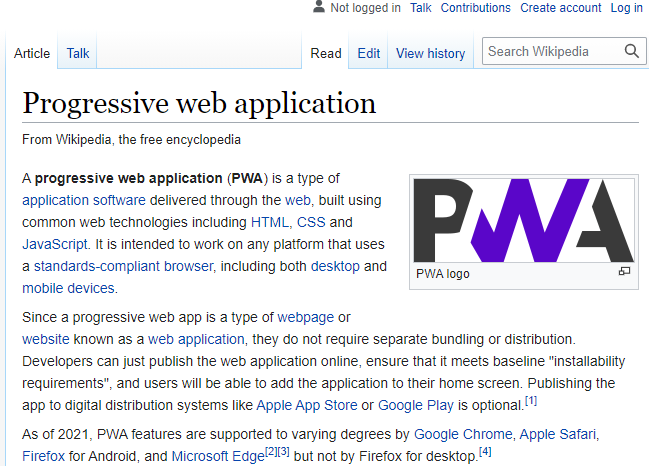 Not logged in Talk Contributions Create account Log in
Article Talk Read Edit View history Search Wikipedia
Progressive web application
From Wikipedia, the free encyclopedia
A progressive web application (PWA) is a type of
application software delivered through the web, built using
common web technologies including HTML, CSS and
JavaScript. It is intended to work on any platform that uses
a standards-compliant browser, including both desktop and
mobile devices.
PWA
PWA logo
Since a progressive web app is a type of webpage or
website known as a web application, they do not require separate bundling or distribution.
Developers can just publish the web application online, ensure that it meets baseline "installability
requirements", and users will be able to add the application to their home screen. Publishing the
app to digital distribution systems like Apple App Store or Google Play is optional.[1]
As of 2021, PWA features are supported to varying degrees by Google Chrome, Apple Safari,
Firefox for Android, and Microsoft Edge[2][3] but not by Firefox for desktop.[4]